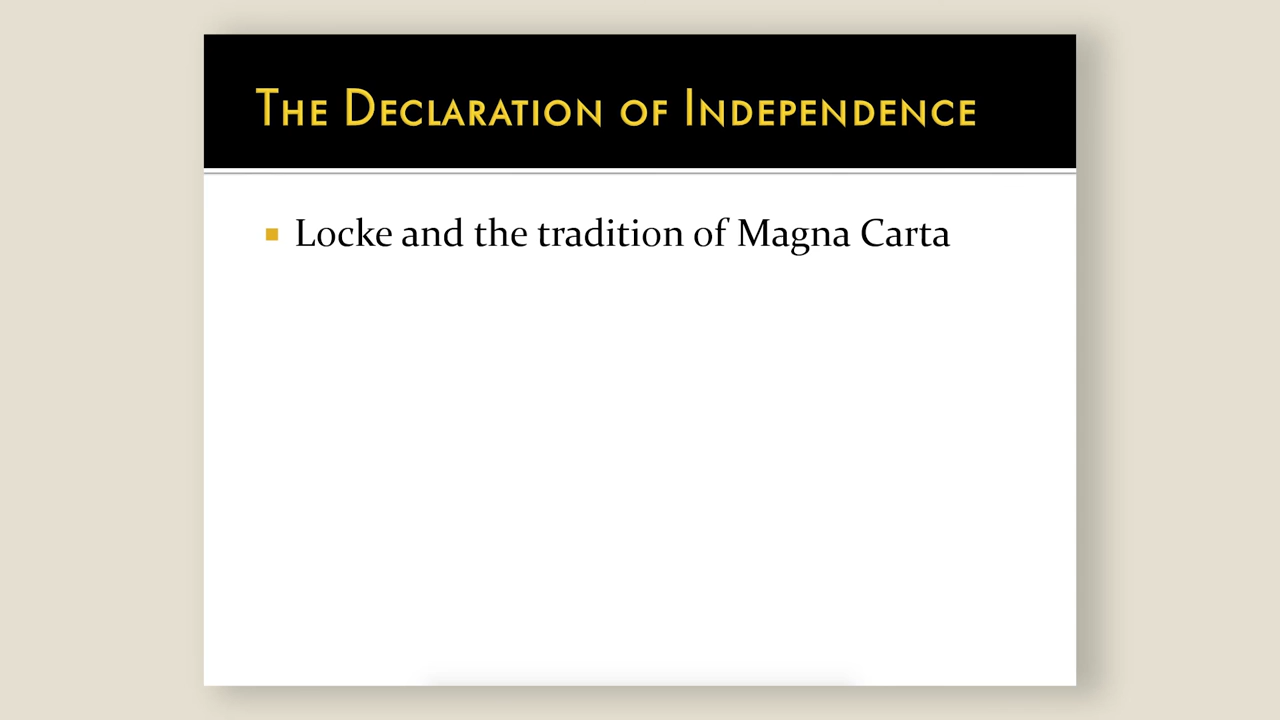 The Declaration of Independence
Locke and the tradition of Magna Carta